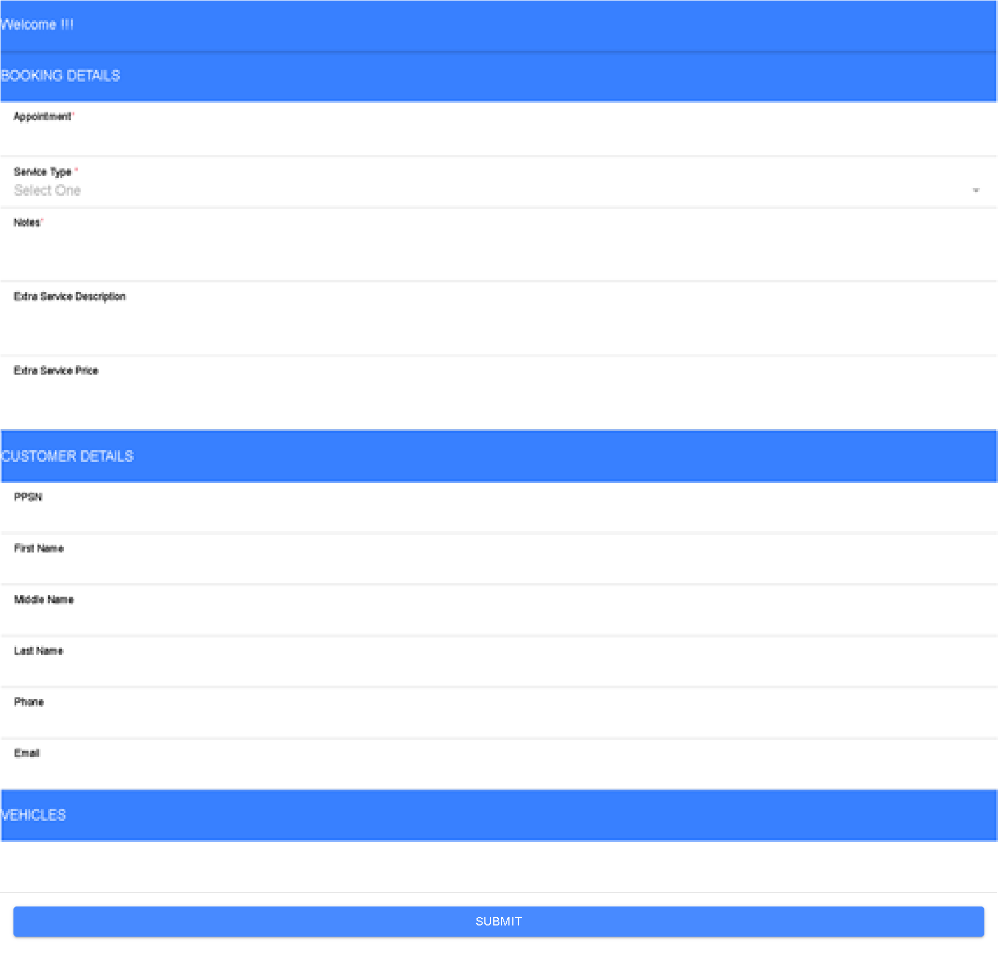 Welcome !!!
BOOKING DETAILS
Appointment*
Service Type *
Select One
Notes*
Extra Service Description
Extra Service Price
CUSTOMER DETAILS
PPSN
First Name
Middle Name
Last Name
Phone
Email
VEHICLES
SUBMIT